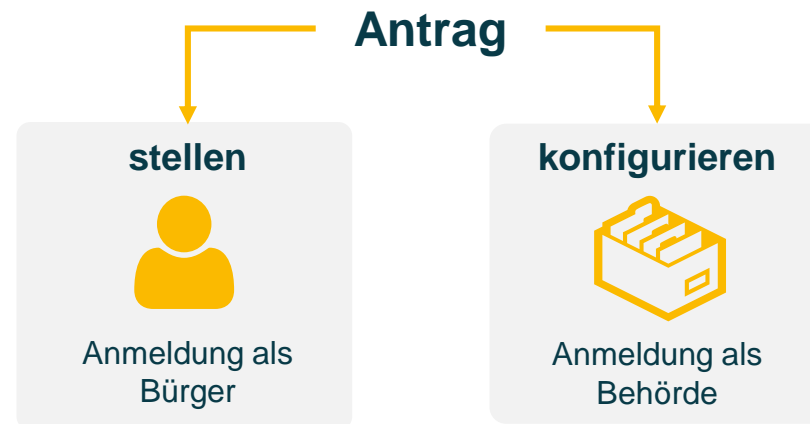 Antrag
stellen
Anmeldung als
Bürger
konfigurieren
Anmeldung als
Behörde